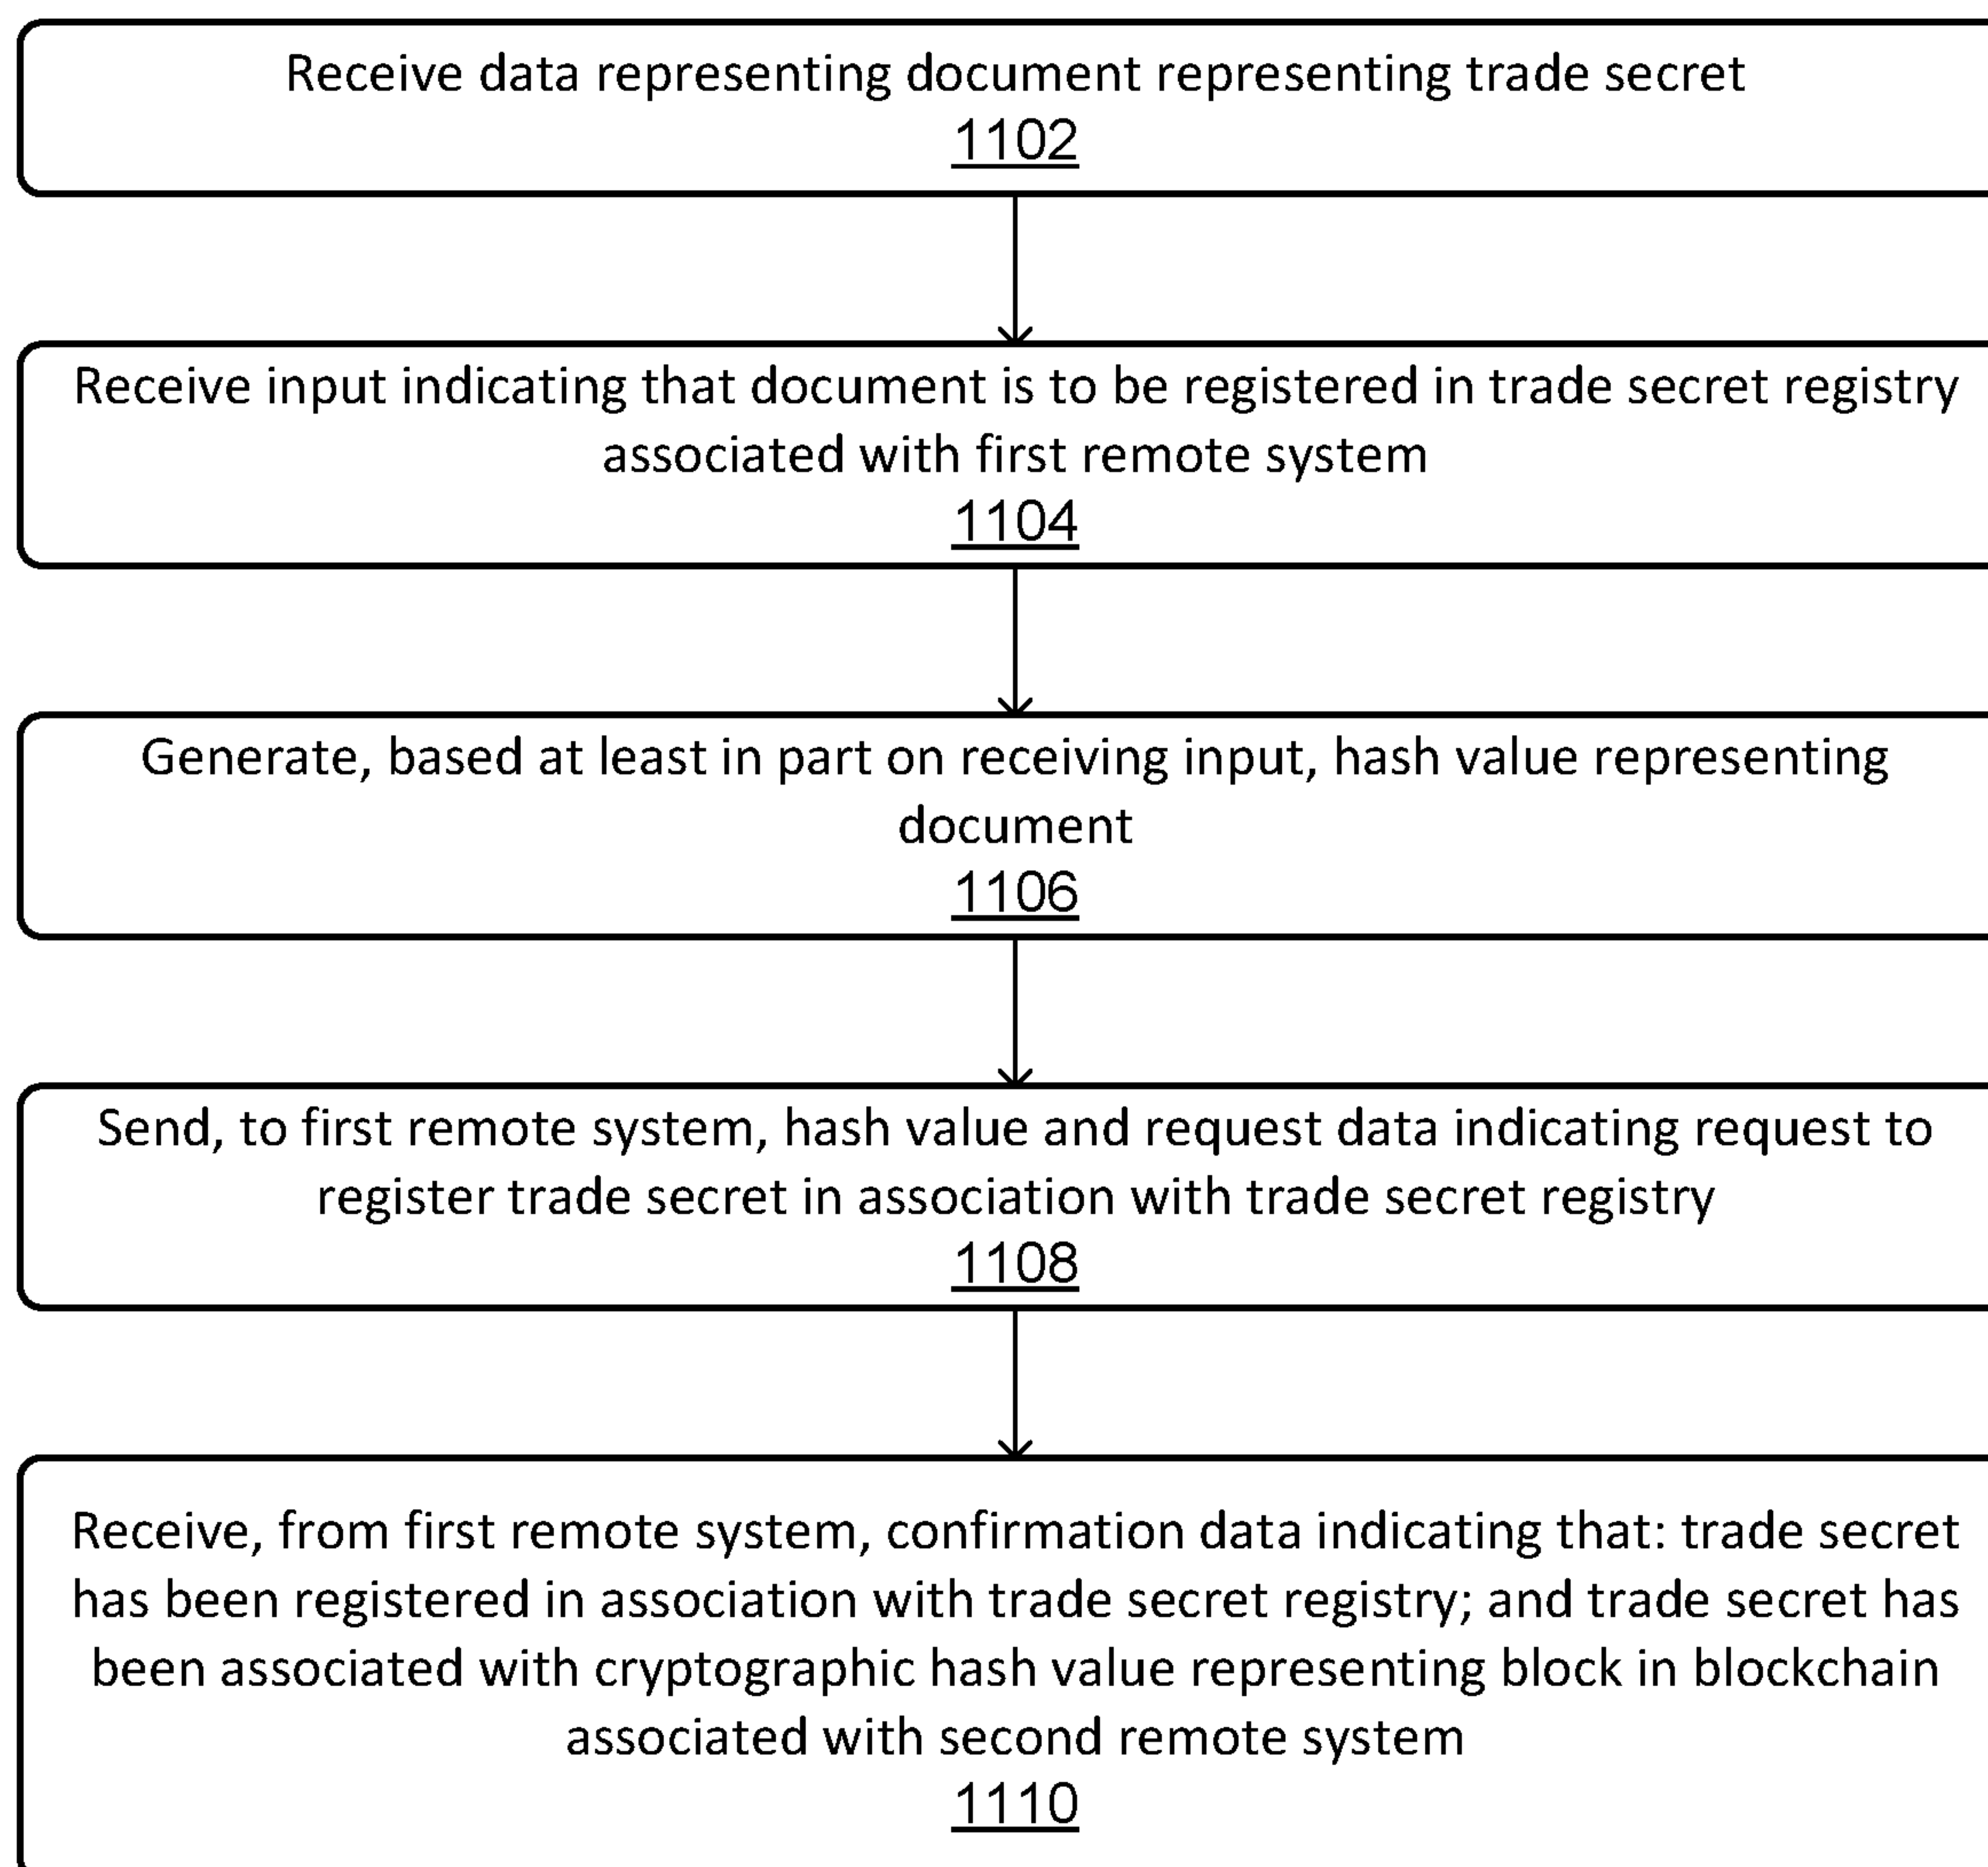 Receive data representing document representing trade secret
1102
Receive input indicating that document is to be registered in trade secret registry
associated with first remote system
1104
Generate, based at least in part on receiving input, hash value representing
document
1106
Send, to first remote system, hash value and request data indicating request to
register trade secret in association with trade secret registry
1108
Receive, from first remote system, confirmation data indicating that: trade secret
has been registered in association with trade secret registry; and trade secret has
been associated with cryptographic hash value representing block in blockchain
associated with second remote system
1110